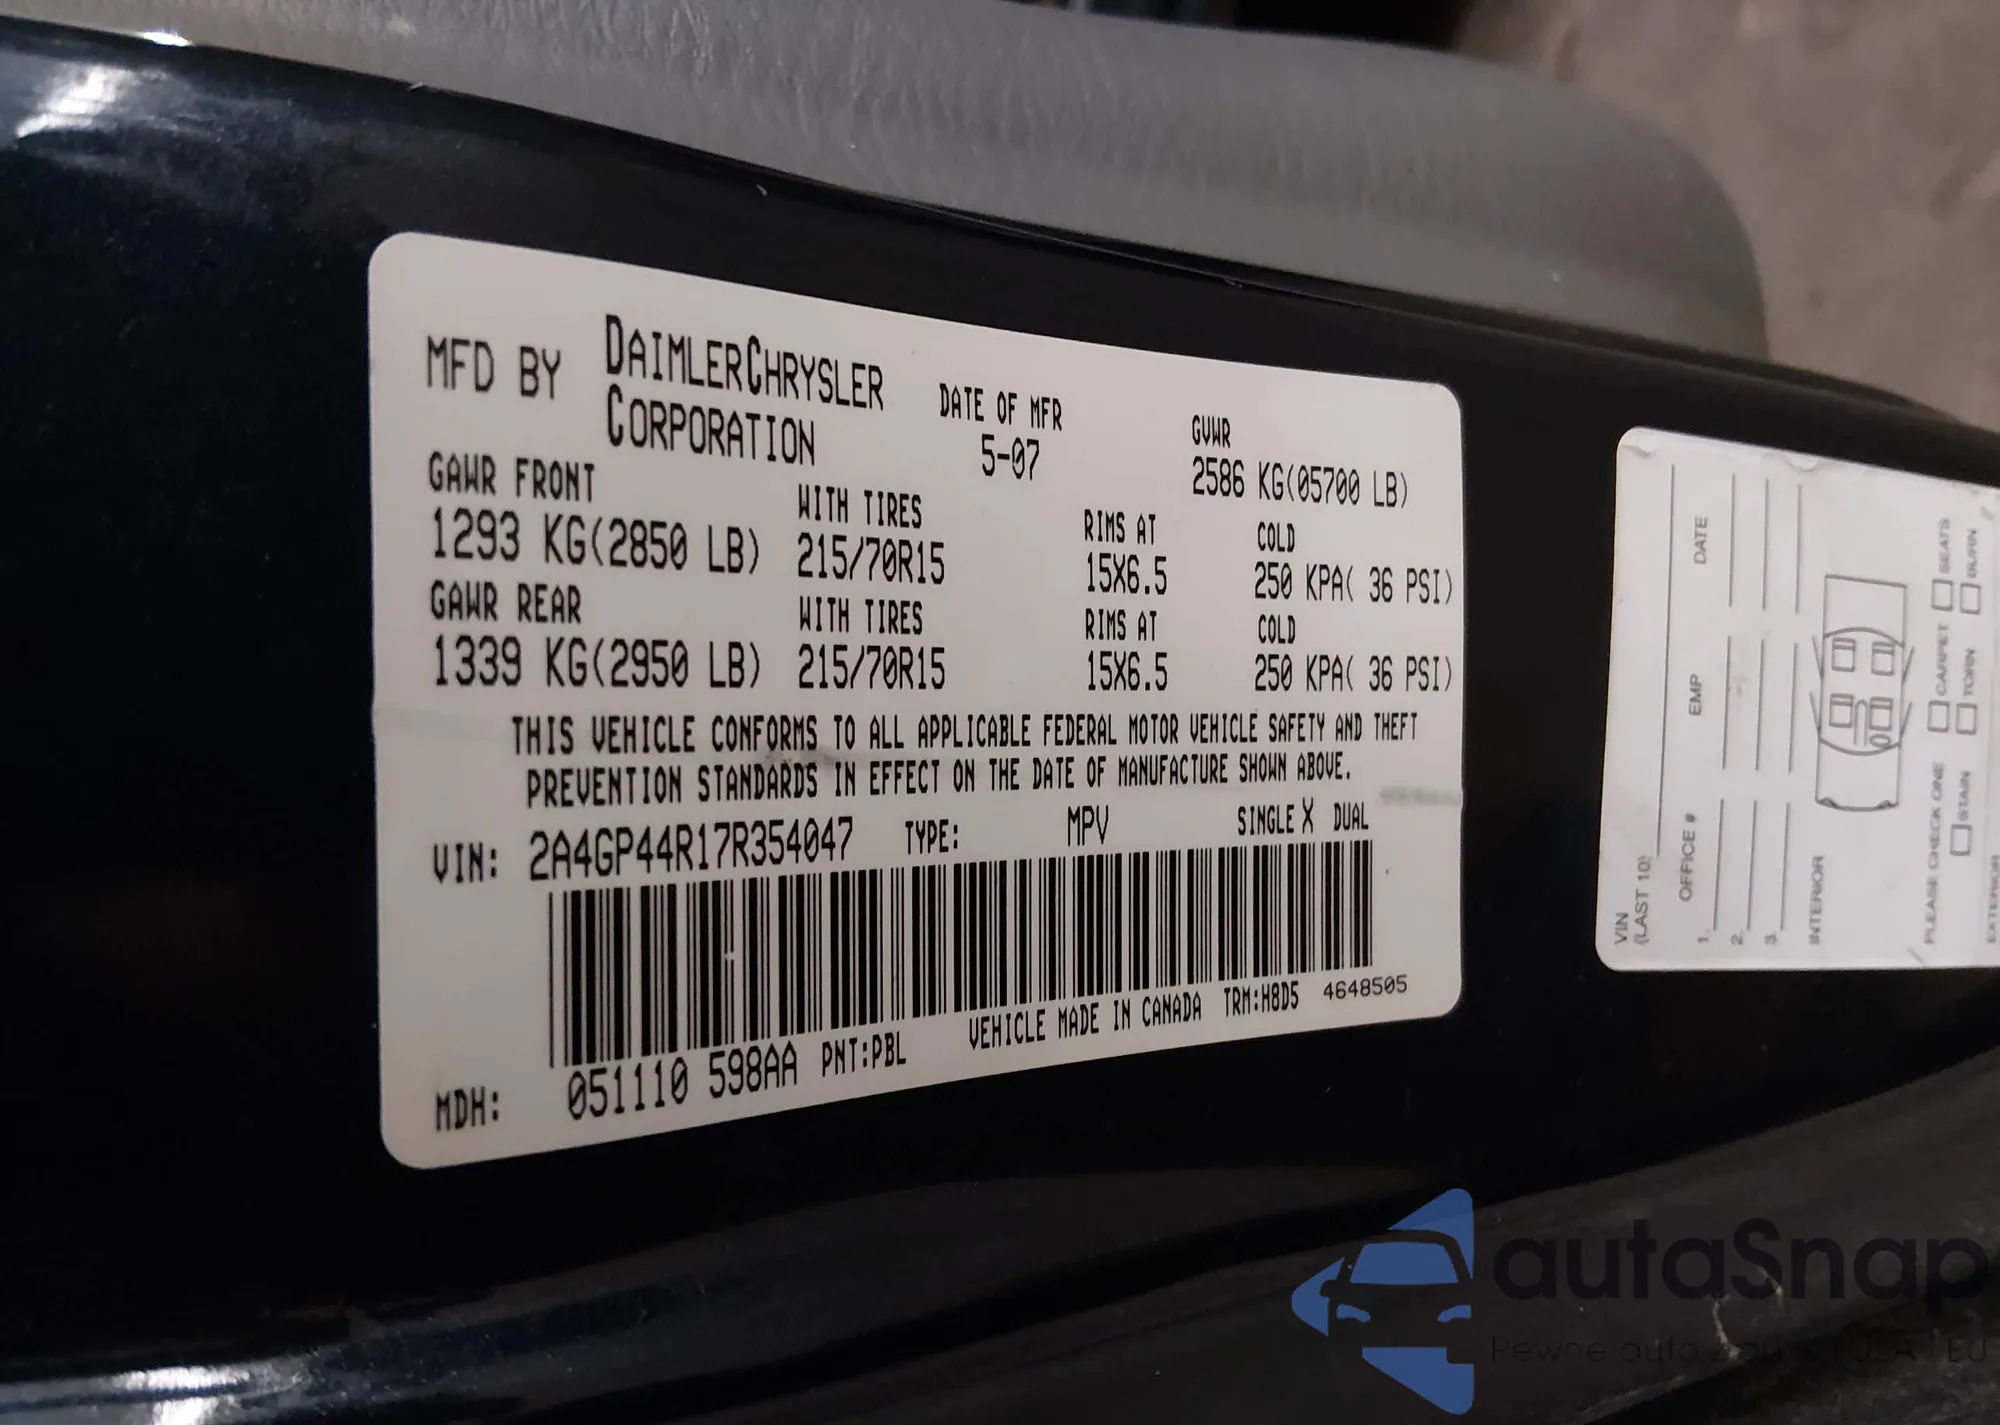 MFD BY DAIMLERCHRYSLER CORPORATION
DATE OF MFR
5-07
GVWR
2586 KG(05700 LB)
GAWR FRONT
1293 KG(2850 LB)
WITH TIRES
215/70R15
RIMS AT
15X6.5
COLD
250 KPA( 36 PSI)
GAWR REAR
1339 KG(2950 LB)
WITH TIRES
215/70R15
RIMS AT
15X6.5
COLD
250 KPA( 36 PSI)
THIS VEHICLE CONFORMS TO ALL APPLICABLE FEDERAL MOTOR VEHICLE SAFETY AND THEFT
PREVENTION STANDARDS IN EFFECT ON THE DATE OF MANUFACTURE SHOWN ABOVE.
VIN: 2A4GP44R17R354047 TYPE: MPV SINGLE X DUAL
MDH: 051110 598AA PNT:PBL VEHICLE MADE IN CANADA TRM:H8D5 4648505
VIN
(LAST 10)
OFFICE # EMP DATE
1.
2.
3.
INTERIOR
PLEASE CHECK ONE CARPET SEATS
STAIN TORN BURN
EXTERIOR
autaSnap
Pewne auta z